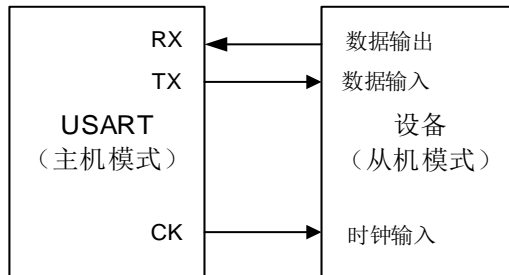 RX
TX
USART
（主机模式）
CK
数据输出
数据输入
设备
（从机模式）
时钟输入